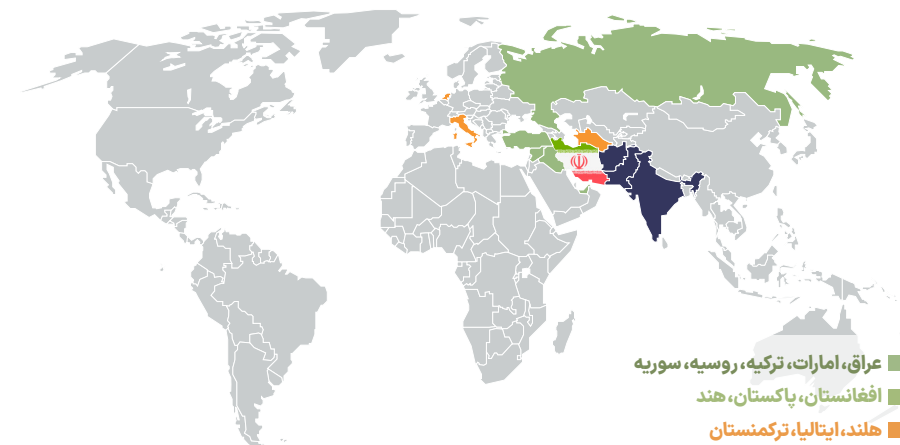 عراق، امارات، ترکیه، روسیه، سوریه
افغانستان، پاکستان، هند
هلند، ایتالیا، ترکمنستان